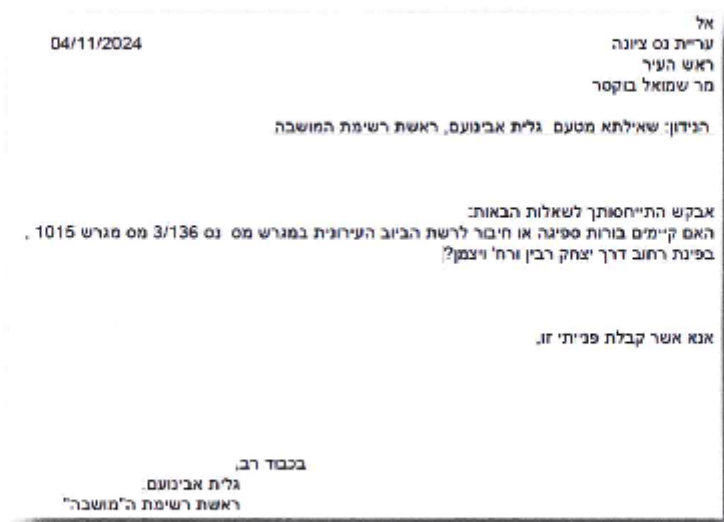 אל
04/11/2024
עריית נס ציונה
ראש העיר
מר שמואל בוקסר
הנידון: שאילתא מטעם גלית אבינועם, ראשת רשימת המושבה
אבקש התייחסותך לשאלות הבאות:
האם קיימים בורות ספיגה או חיבור לרשת הביוב העירונית במגרש מס נס 3/136 מס מגרש 1015 ,
בפינת רחוב דרך יצחק רבין ורח' ויצמן?
אנא אשר קבלת פנייתי זו,
בכבוד רב,
גלית אבינועם.
ראשת רשימת ה"מושבה"